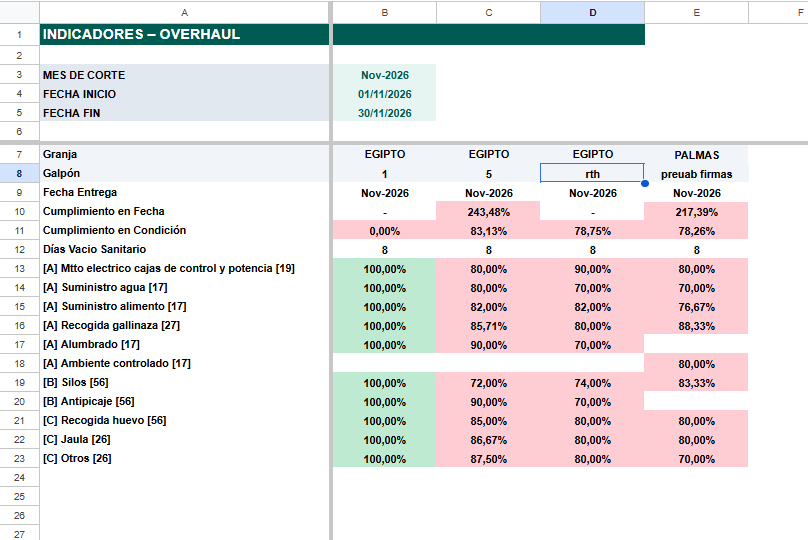 A B C D E F
1 INDICADORES – OVERHAUL
2
3 MES DE CORTE Nov-2026
4 FECHA INICIO 01/11/2026
5 FECHA FIN 30/11/2026
6
7 Granja EGIPTO EGIPTO EGIPTO PALMAS
8 Galpón 1 5 rth preuab firmas
9 Fecha Entrega Nov-2026 Nov-2026 Nov-2026 Nov-2026
10 Cumplimiento en Fecha - 243,48% - 217,39%
11 Cumplimiento en Condición 0,00% 83,13% 78,75% 78,26%
12 Días Vacio Sanitario 8 8 8 8
13 [A] Mtto electrico cajas de control y potencia [19] 100,00% 80,00% 90,00% 80,00%
14 [A] Suministro agua [17] 100,00% 80,00% 70,00% 70,00%
15 [A] Suministro alimento [17] 100,00% 82,00% 82,00% 76,67%
16 [A] Recogida gallinaza [27] 100,00% 85,71% 80,00% 88,33%
17 [A] Alumbrado [17] 100,00% 90,00% 70,00%
18 [A] Ambiente controlado [17] 80,00%
19 [B] Silos [56] 100,00% 72,00% 74,00% 83,33%
20 [B] Antipicaje [56] 100,00% 90,00% 70,00%
21 [C] Recogida huevo [56] 100,00% 85,00% 80,00% 80,00%
22 [C] Jaula [26] 100,00% 86,67% 80,00% 80,00%
23 [C] Otros [26] 100,00% 87,50% 80,00% 70,00%
24
25
26
27